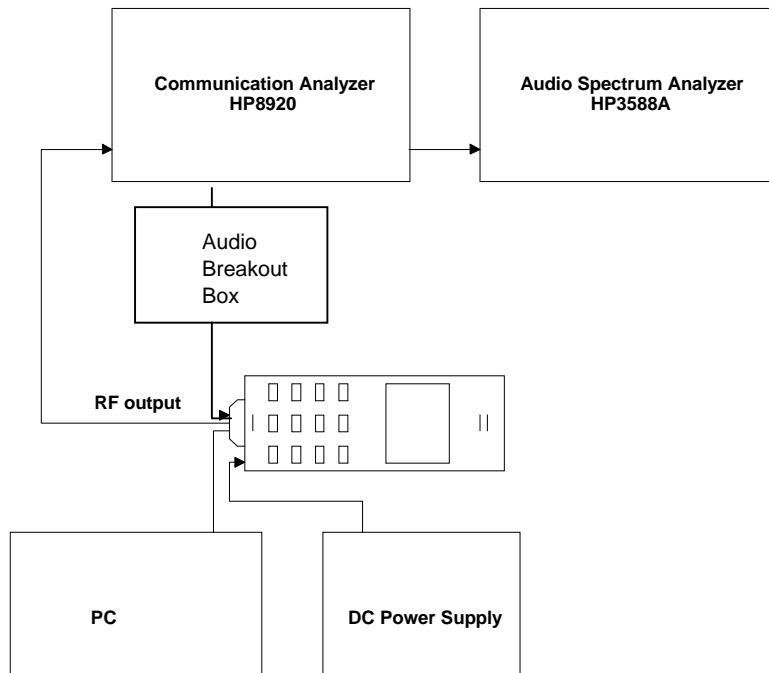 Communication Analyzer
HP8920
Audio Spectrum Analyzer
HP3588A
Audio
Breakout
Box
RF output
PC
DC Power Supply